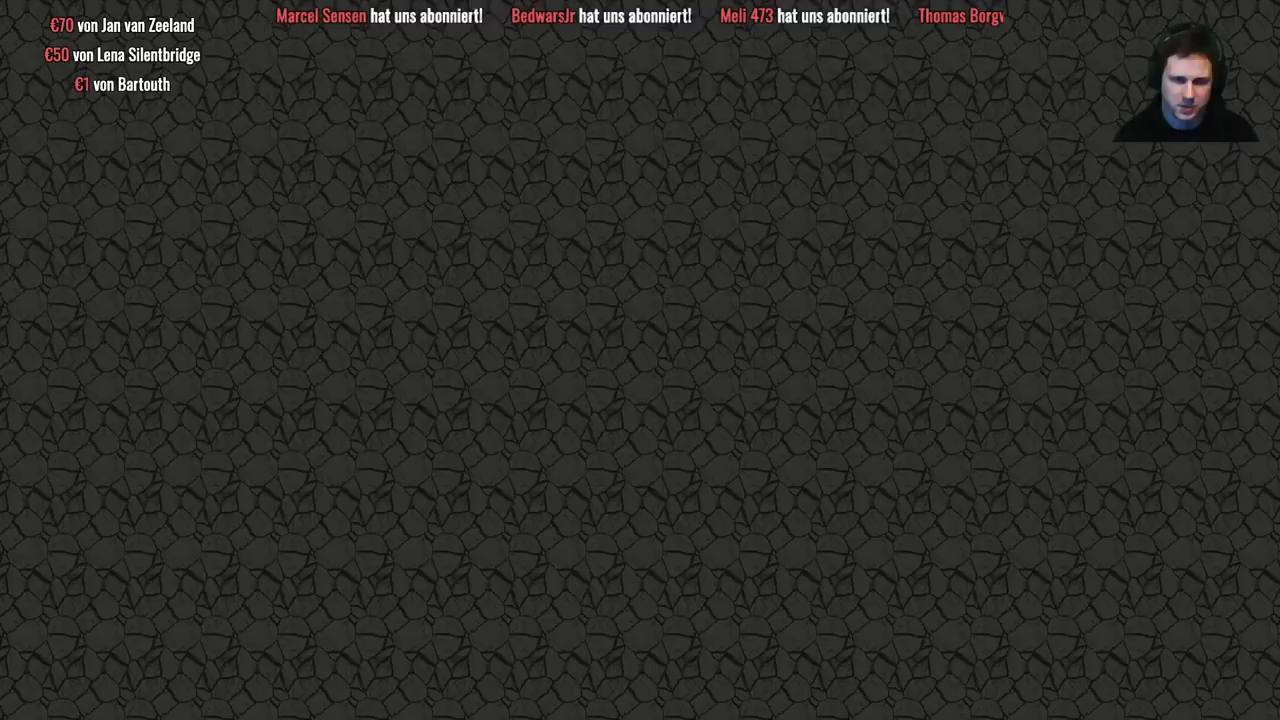 €70 von Jan van Zeeland
€50 von Lena Silentbridge
€1 von Bartouth
Marcel Sensen hat uns abonniert! BedwarsJr hat uns abonniert! Meli 473 hat uns abonniert! Thomas